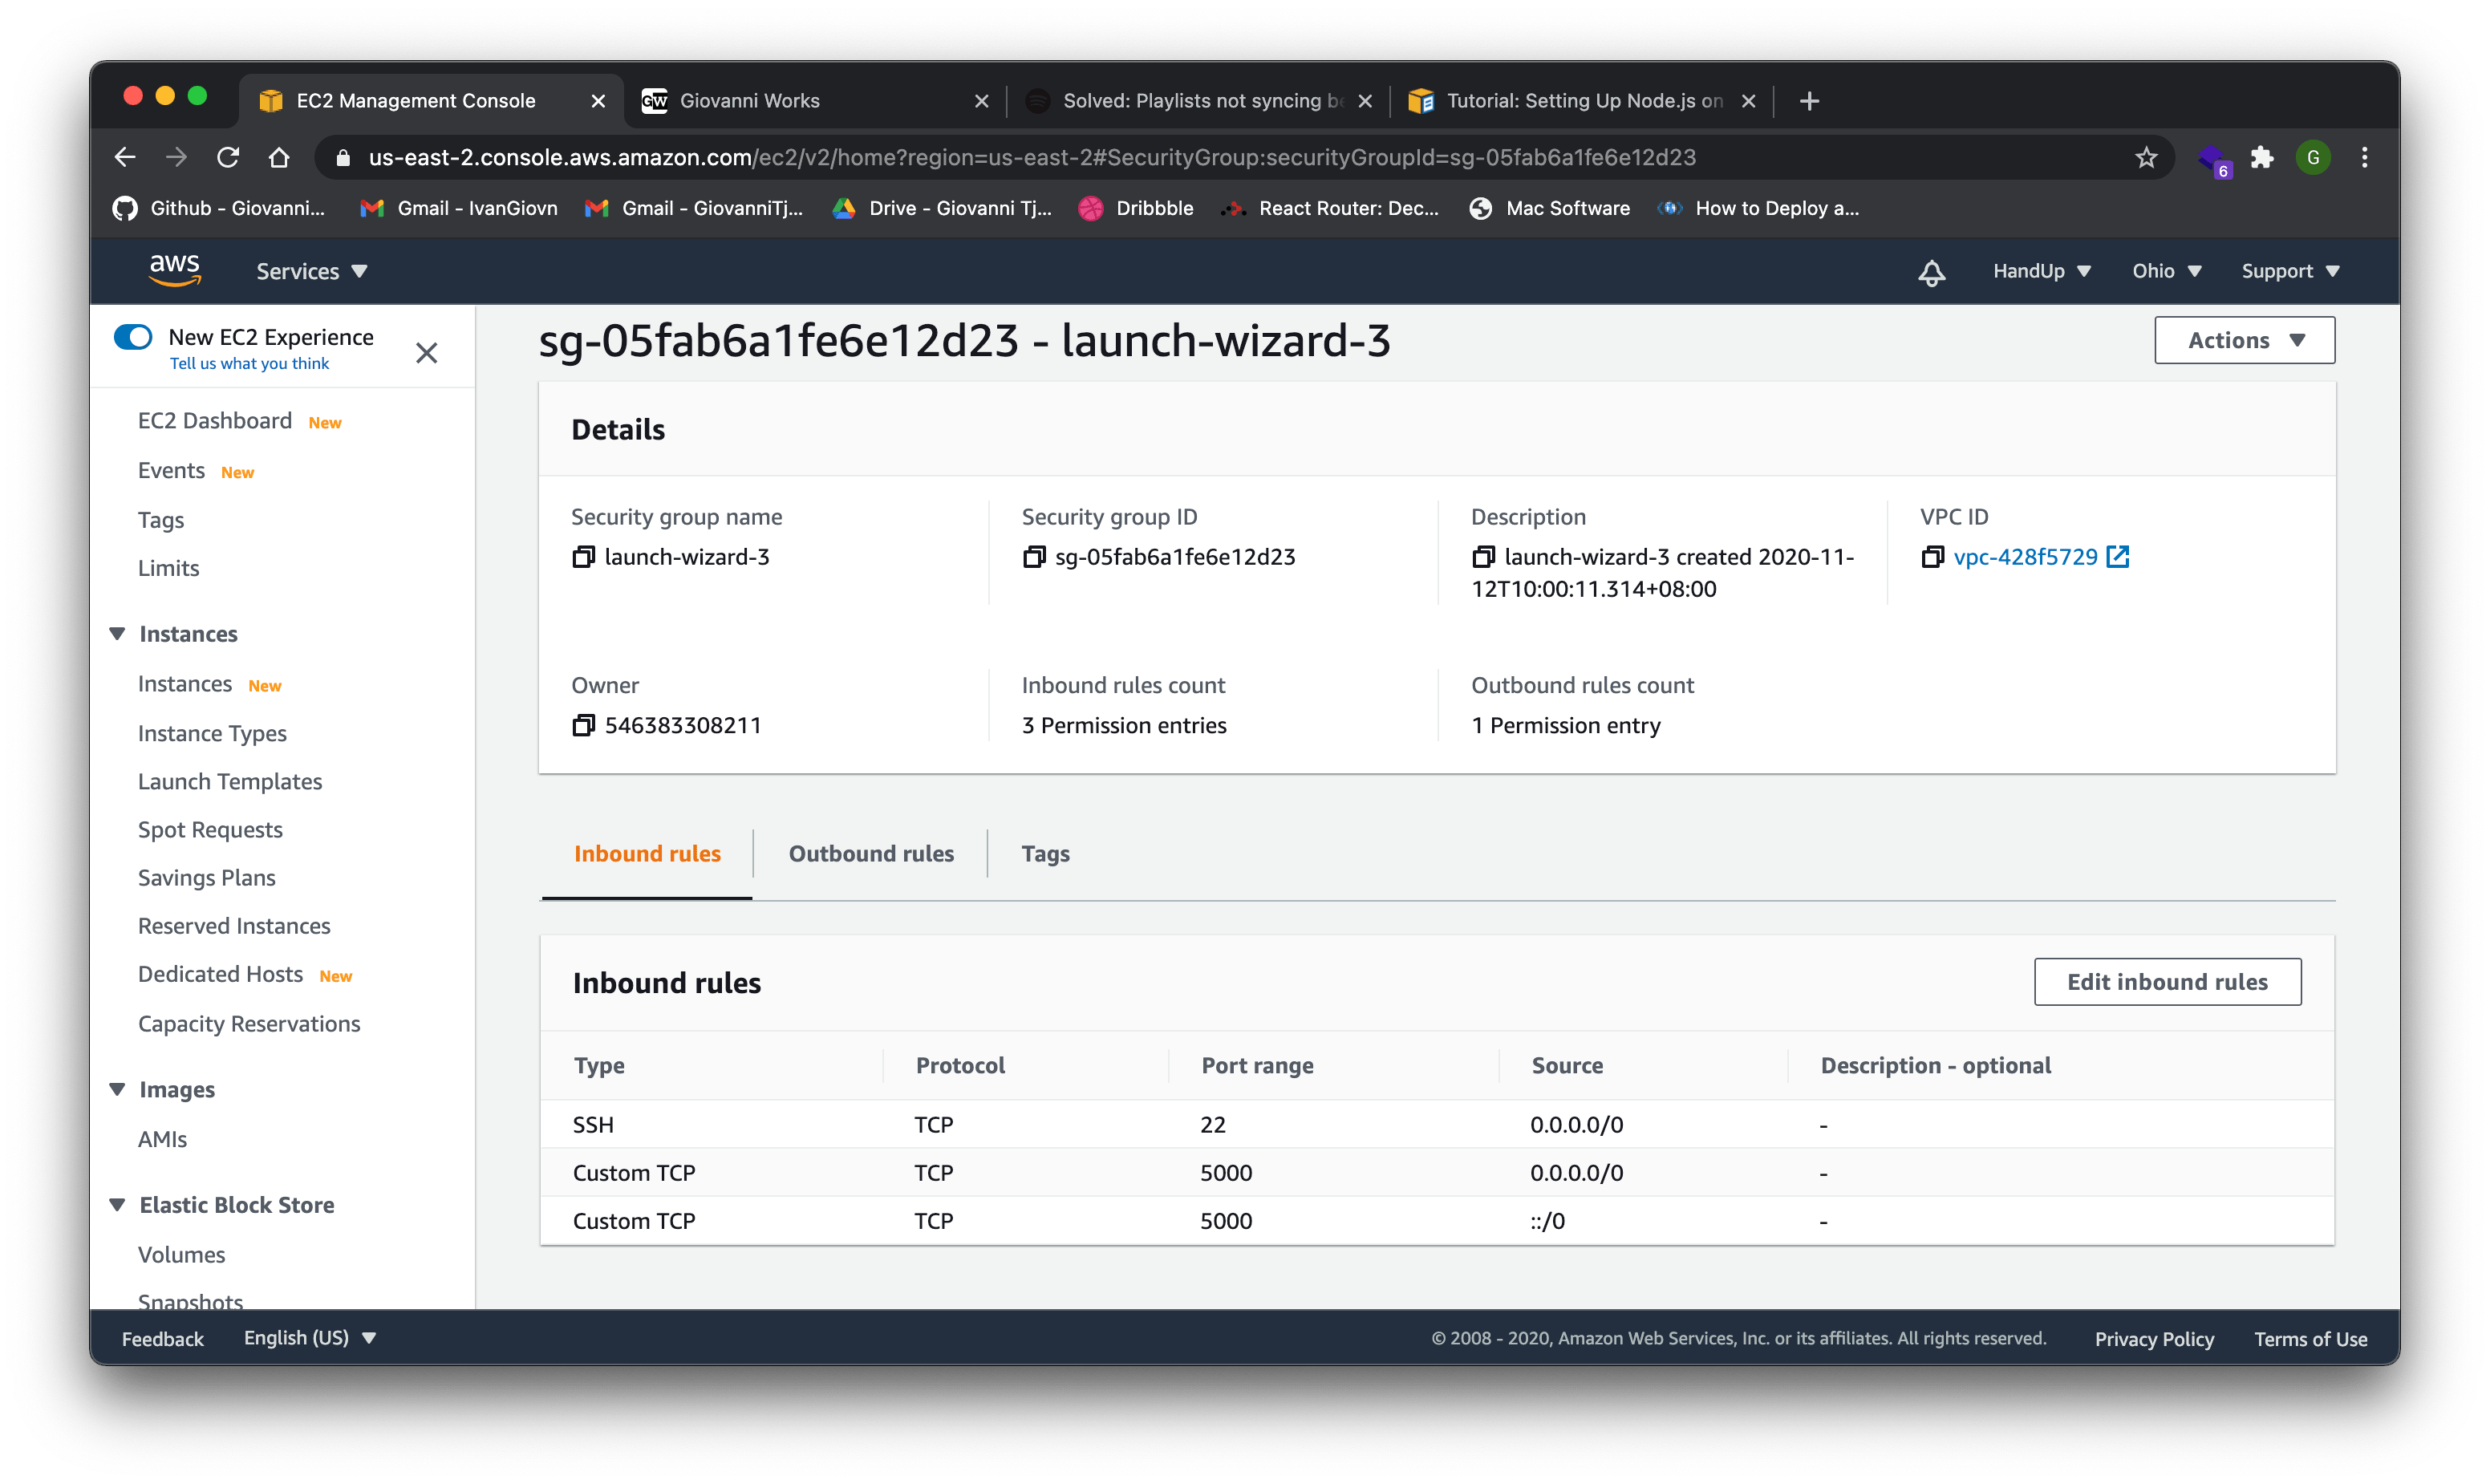 EC2 Management Console
Giovanni Works
Solved: Playlists not syncing be
Tutorial: Setting Up Node.js on
us-east-2.console.aws.amazon.com/ec2/v2/home?region=us-east-2#SecurityGroup:securityGroupId=sg-05fab6a1fe6e12d23
6
G
Github - Giovanni...
Gmail - IvanGiovn
Gmail - GiovanniTj...
Drive - Giovanni Tj...
Dribbble
React Router: Dec...
Mac Software
How to Deploy a...
aws
Services
HandUp
Ohio
Support
New EC2 Experience
Tell us what you think
EC2 Dashboard New
Events New
Tags
Limits
Instances
Instances New
Instance Types
Launch Templates
Spot Requests
Savings Plans
Reserved Instances
Dedicated Hosts New
Capacity Reservations
Images
AMIs
Elastic Block Store
Volumes
Snapshots
sg-05fab6a1fe6e12d23 - launch-wizard-3
Actions
Details
Security group name
launch-wizard-3
Security group ID
sg-05fab6a1fe6e12d23
Description
launch-wizard-3 created 2020-11-
12T10:00:11.314+08:00
VPC ID
vpc-428f5729
Owner
546383308211
Inbound rules count
3 Permission entries
Outbound rules count
1 Permission entry
Inbound rules
Outbound rules
Tags
Inbound rules
Edit inbound rules
Type Protocol Port range Source Description - optional
SSH TCP 22 0.0.0.0/0 -
Custom TCP TCP 5000 0.0.0.0/0 -
Custom TCP TCP 5000 ::/0 -
Feedback
English (US)
© 2008 - 2020, Amazon Web Services, Inc. or its affiliates. All rights reserved.
Privacy Policy
Terms of Use